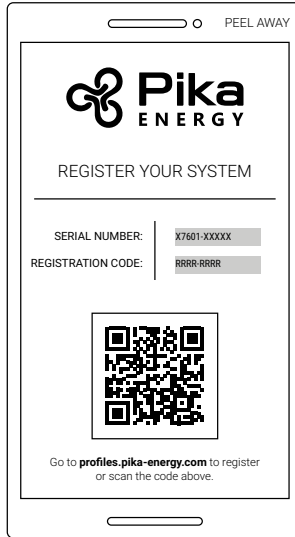 PEEL AWAY
Pika
ENERGY
REGISTER YOUR SYSTEM
SERIAL NUMBER: X7601-XXXXX
REGISTRATION CODE: RRRR-RRRR
Go to profiles.pika-energy.com to register
or scan the code above.